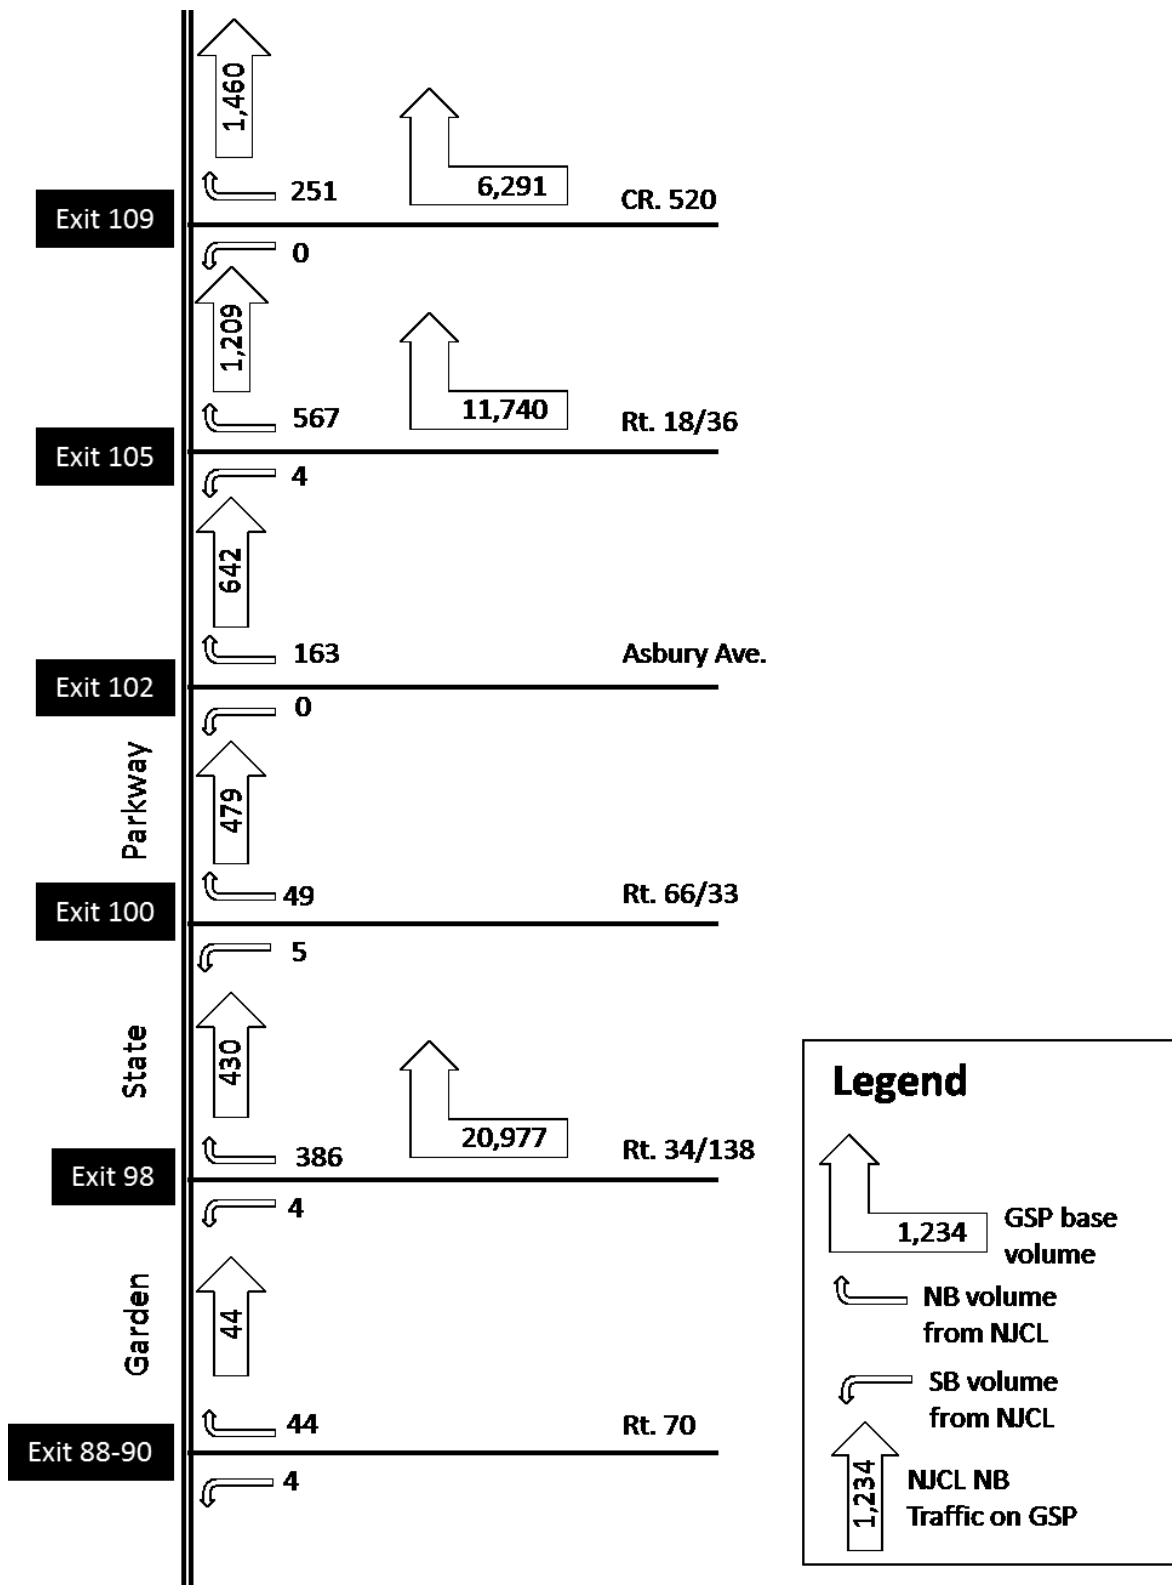 1,460
251
6,291
CR. 520
Exit 109
0
1,209
567
11,740
Rt. 18/36
Exit 105
4
642
163
Asbury Ave.
Exit 102
0
Parkway
479
49
Rt. 66/33
Exit 100
5
State
430
386
20,977
Rt. 34/138
Exit 98
4
Garden
44
44
Rt. 70
Exit 88-90
4
Legend
1,234
GSP base
volume
NB volume
from NJCL
SB volume
from NJCL
1,234
NJCL NB
Traffic on GSP